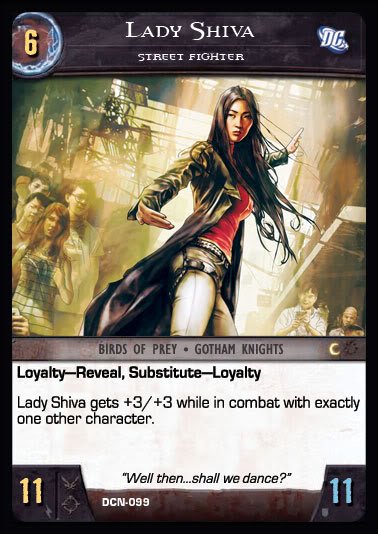 6
Lady Shiva
Street Fighter
DC
Birds of Prey • Gotham Knights
C
Loyalty—Reveal, Substitute—Loyalty
Lady Shiva gets +3/+3 while in combat with exactly
one other character.
"Well then...shall we dance?"
11
DCN-099
11